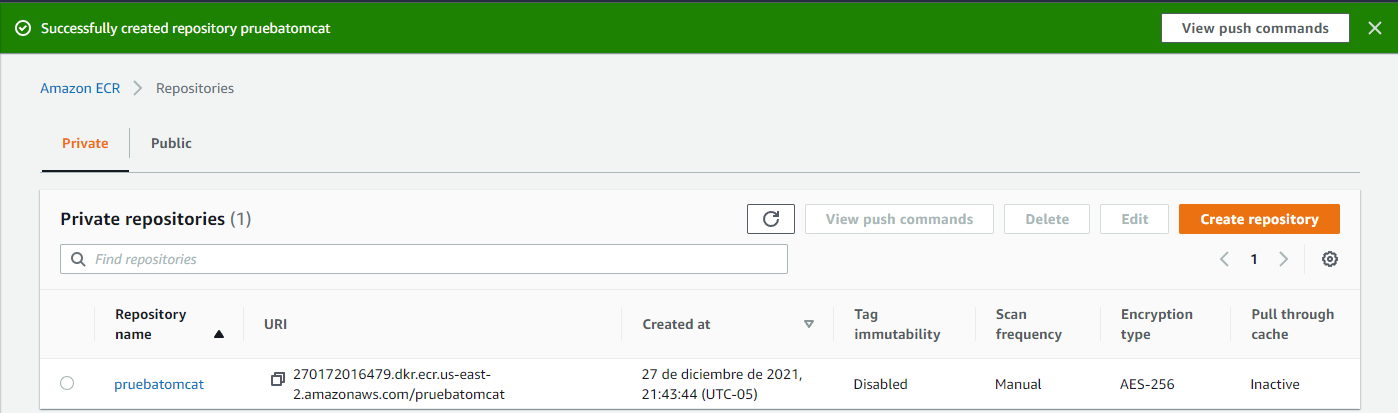 Successfully created repository pruebatomcat
View push commands
Amazon ECR
Repositories
Private
Public
Private repositories (1)
View push commands
Delete
Edit
Create repository
Find repositories
1
Repository
name
URI
Created at
Tag
immutability
Scan
frequency
Encryption
type
Pull through
cache
pruebatomcat
270172016479.dkr.ecr.us-east-
2.amazonaws.com/pruebatomcat
27 de diciembre de 2021,
21:43:44 (UTC-05)
Disabled
Manual
AES-256
Inactive